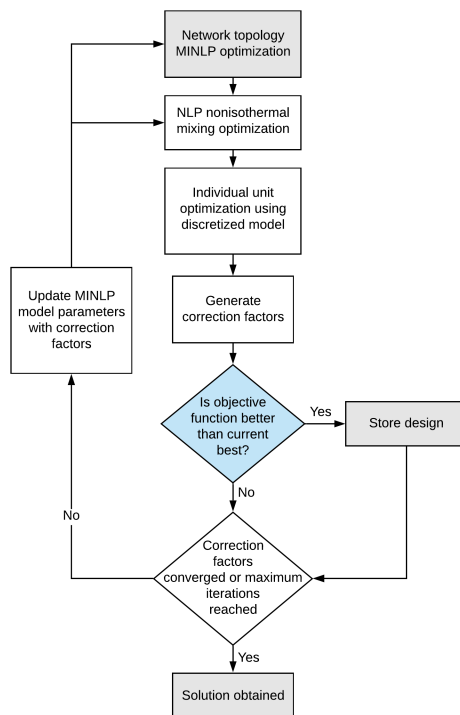 Network topology
MINLP optimization
NLP nonisothermal
mixing optimization
Individual unit
optimization using
discretized model
Update MINLP
model parameters
with correction
factors
Generate
correction factors
Is objective
function better
than current
best?
Yes
Store design
No
No
Correction
factors
converged or maximum
iterations
reached
Yes
Solution obtained